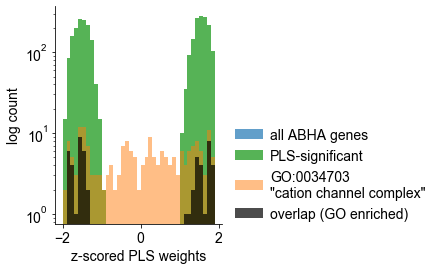 log count
10²
10¹
10⁰
−2
0
2
z-scored PLS weights
all ABHA genes
PLS-significant
GO:0034703
"cation channel complex"
overlap (GO enriched)